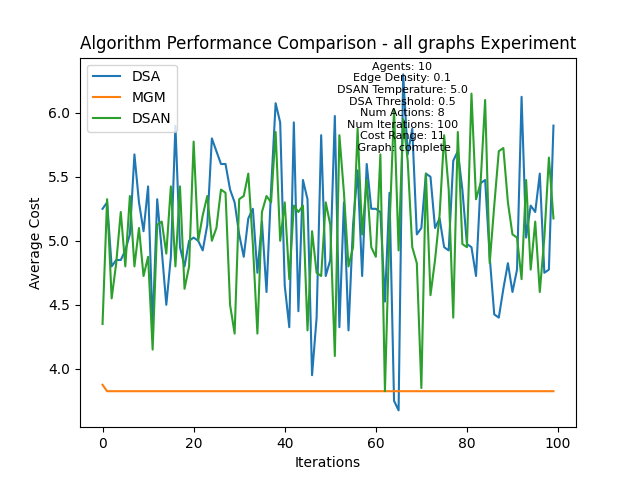 Algorithm Performance Comparison - all graphs Experiment
DSA
MGM
DSAN
Agents: 10
Edge Density: 0.1
DSAN Temperature: 5.0
DSA Threshold: 0.5
Num Actions: 8
Num Iterations: 100
Cost Range: 11
Graph: complete
Average Cost
6.0
5.5
5.0
4.5
4.0
0 20 40 60 80 100
Iterations